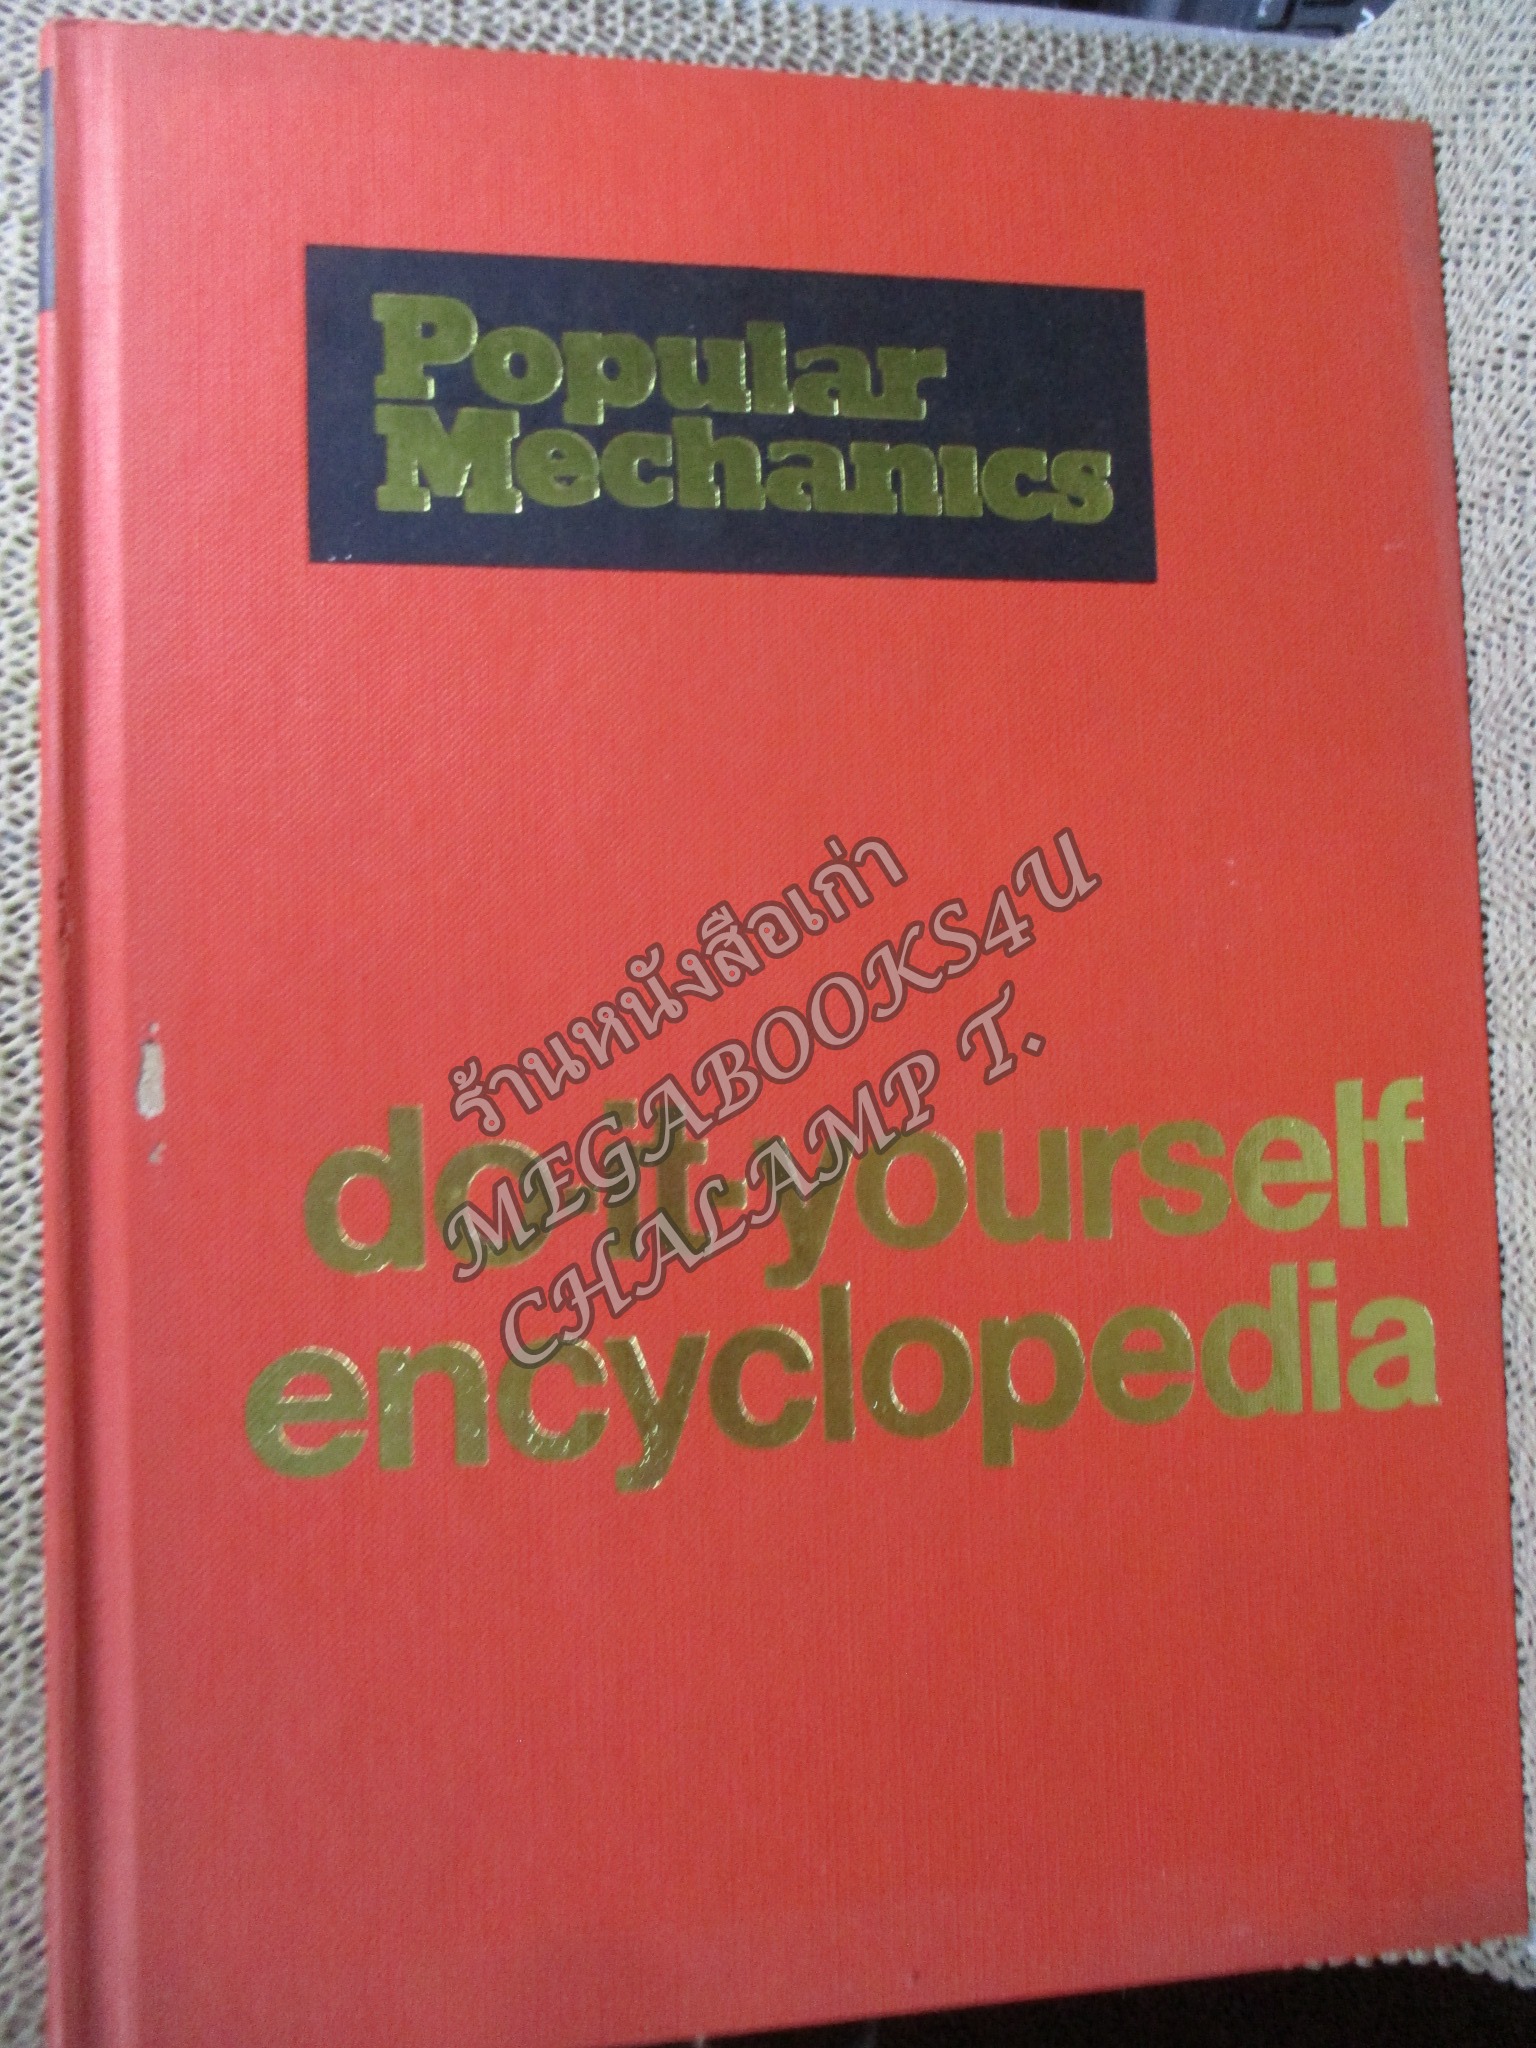 Popular
Mechanics
ร้านหนังสือเก่า
MEGABOOKS4U
CHALAMP T.
do-it-yourself
encyclopedia